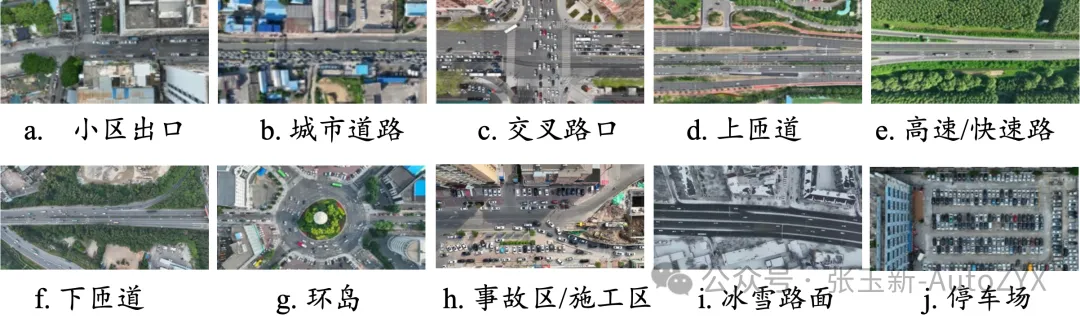 a. 小区出口
b. 城市道路
c. 交叉路口
d. 上匝道
e. 高速/快速路
f. 下匝道
g. 环岛
h. 事故区/施工区
i. 冰雪路面
j. 停车场
公众号 · 张玉新-AutoZYX